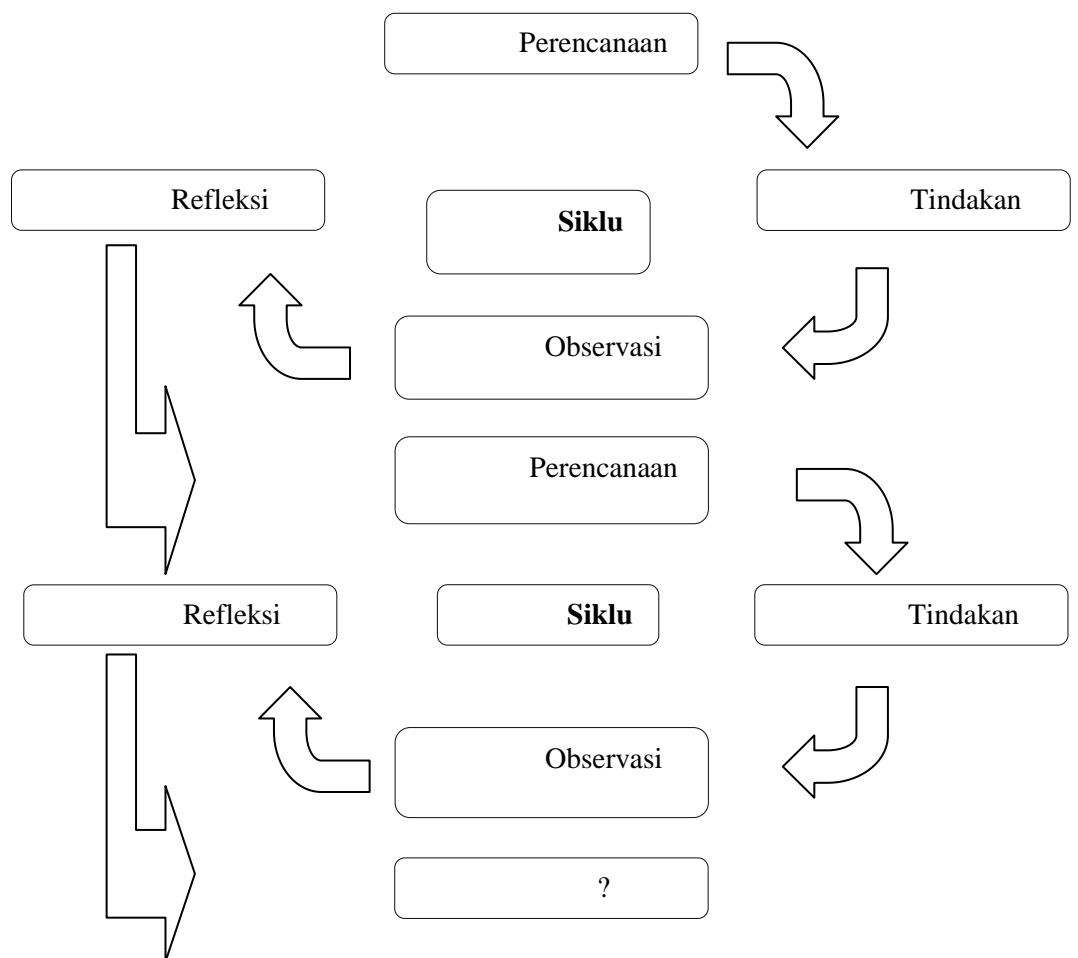 Perencanaan
Refleksi
Siklu
Tindakan
Observasi
Perencanaan
Refleksi
Siklu
Tindakan
Observasi
?